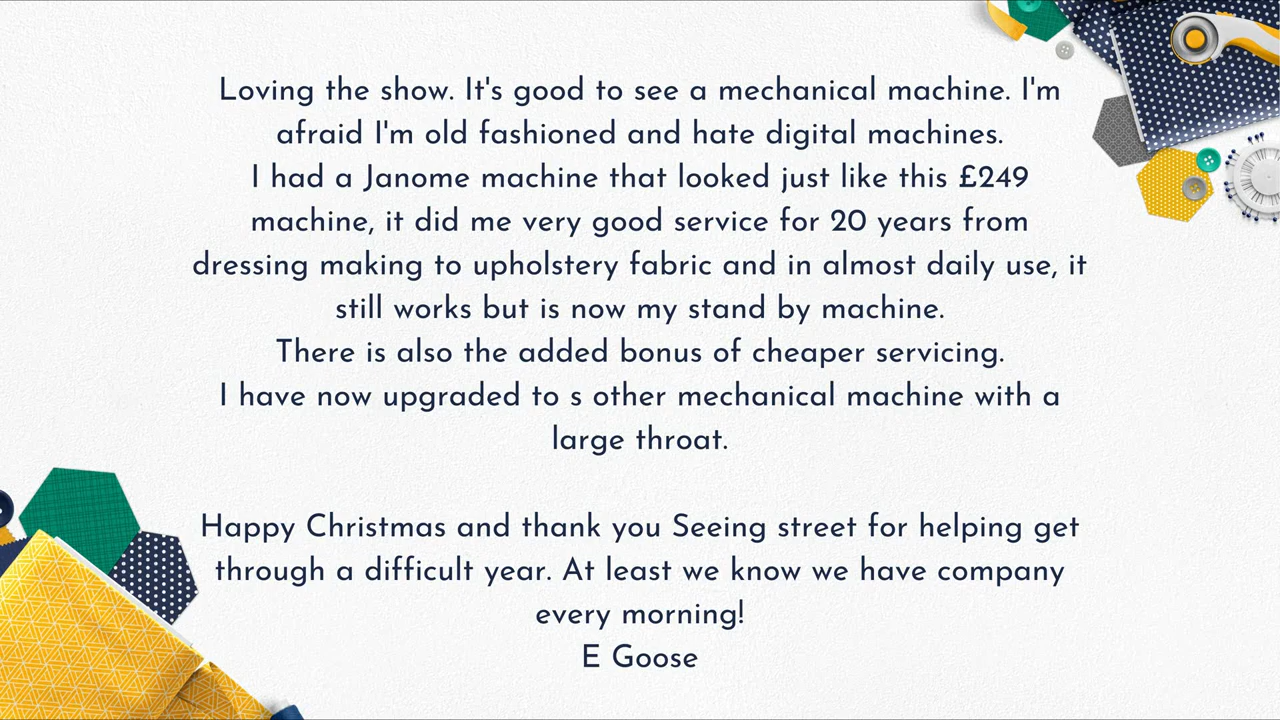 Loving the show. It's good to see a mechanical machine. I'm
afraid I'm old fashioned and hate digital machines.
I had a Janome machine that looked just like this £249
machine, it did me very good service for 20 years from
dressing making to upholstery fabric and in almost daily use, it
still works but is now my stand by machine.
There is also the added bonus of cheaper servicing.
I have now upgraded to s other mechanical machine with a
large throat.
Happy Christmas and thank you Seeing street for helping get
through a difficult year. At least we know we have company
every morning!
E Goose